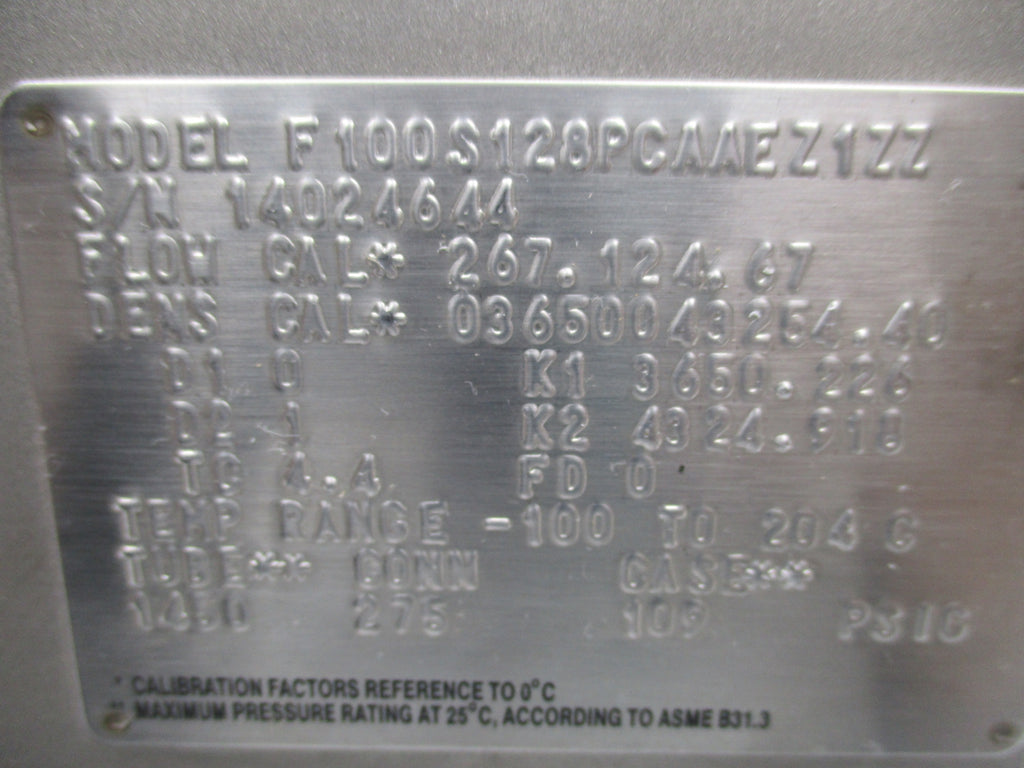 MODEL F100S128PCAAEZ1ZZ
S/N 14024644
FLOW CAL* 267.124.67
DENS CAL* 03650043254.40
D1 0 K1 3650.226
D2 1 K2 4324.918
TC 4.4 FD 0
TEMP RANGE -100 TO 204 C
TUBE** CONN CASE**
1450 275 109 PSIG
* CALIBRATION FACTORS REFERENCE TO 0°C
** MAXIMUM PRESSURE RATING AT 25°C, ACCORDING TO ASME B31.3